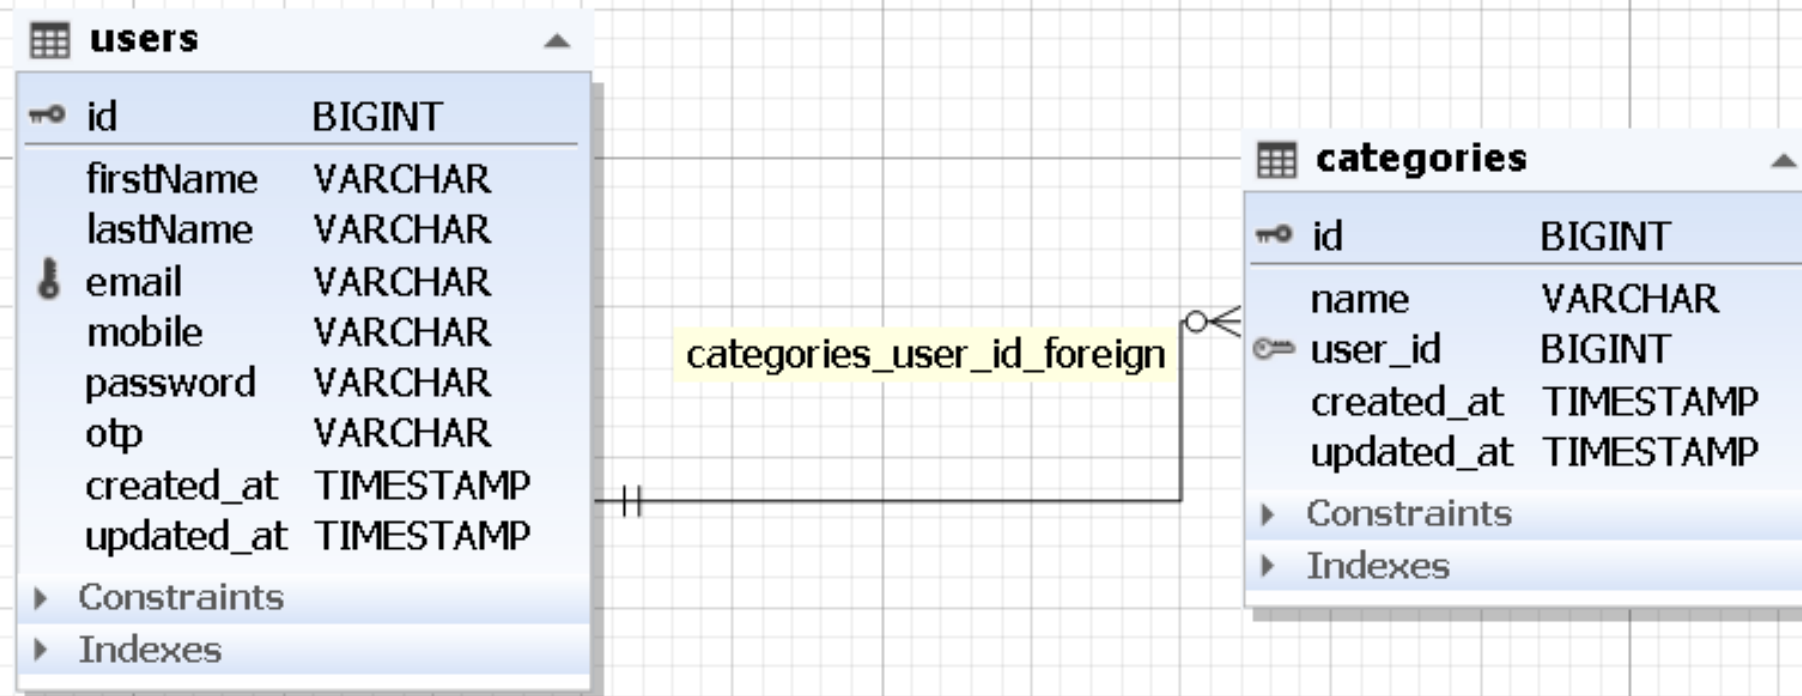 users
id BIGINT
firstName VARCHAR
lastName VARCHAR
email VARCHAR
mobile VARCHAR
password VARCHAR
otp VARCHAR
created_at TIMESTAMP
updated_at TIMESTAMP
Constraints
Indexes
categories_user_id_foreign
categories
id BIGINT
name VARCHAR
user_id BIGINT
created_at TIMESTAMP
updated_at TIMESTAMP
Constraints
Indexes